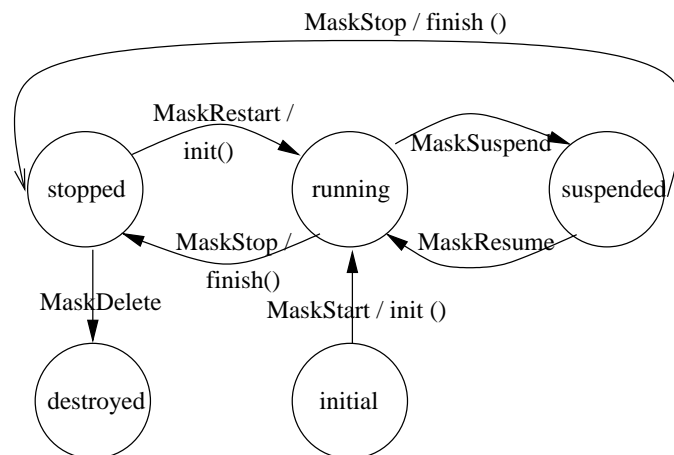 MaskStop / finish ()
MaskRestart /
init()
MaskSuspend
stopped
running
suspended
MaskStop /
finish()
MaskResume
MaskDelete
MaskStart / init ()
destroyed
initial